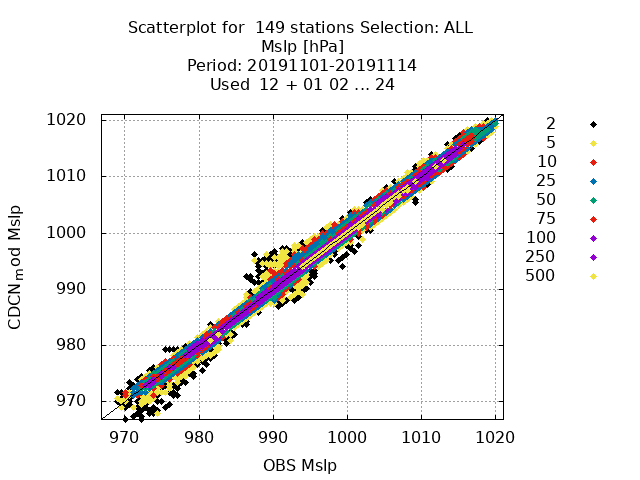 Scatterplot for  149 stations Selection: ALL
Mslp [hPa]
Period: 20191101-20191114
Used  12 + 01 02 ... 24
1020
1010
1000
990
980
970
970 980 990 1000 1010 1020
OBS Mslp
CDCNmod Mslp
2
5
10
25
50
75
100
250
500